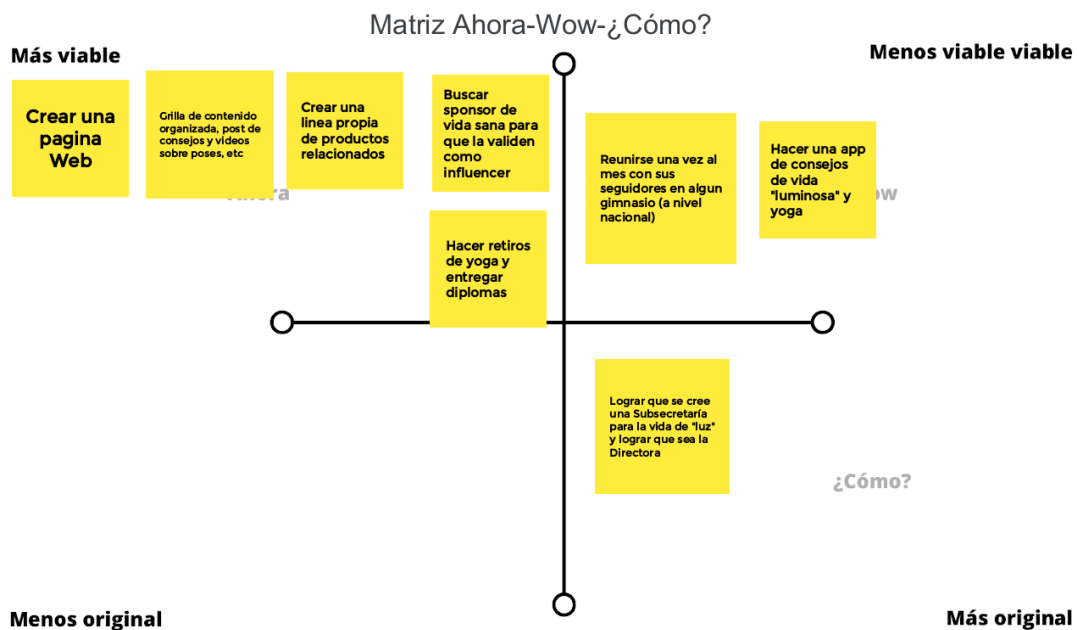 Matriz Ahora-Wow-¿Cómo?
Más viable
Menos viable viable
Crear una
pagina
Web
Grilla de contenido
organizada, post de
consejos y videos
sobre poses, etc
Crear una
linea propia
de productos
relacionados
Buscar
sponsor de
vida sana para
que la validen
como
influencer
Reunirse una vez al
mes con sus
seguidores en algun
gimnasio (a nivel
nacional)
Hacer una app
de consejos
de vida
"luminosa" y
yoga
Hacer retiros
de yoga y
entregar
diplomas
Lograr que se cree
una Subsecretaría
para la vida de "luz"
y lograr que sea la
Directora
¿Cómo?
Menos original
Más original